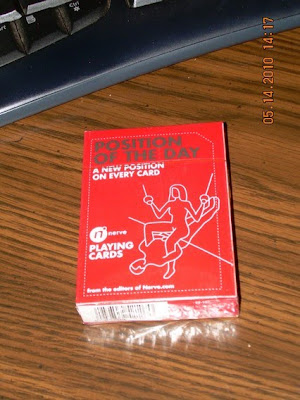 05.14.2010 14:17
POSITION
OF THE DAY
A NEW POSITION
ON EVERY CARD
n nerve
PLAYING
CARDS
from the editors of Nerve.com